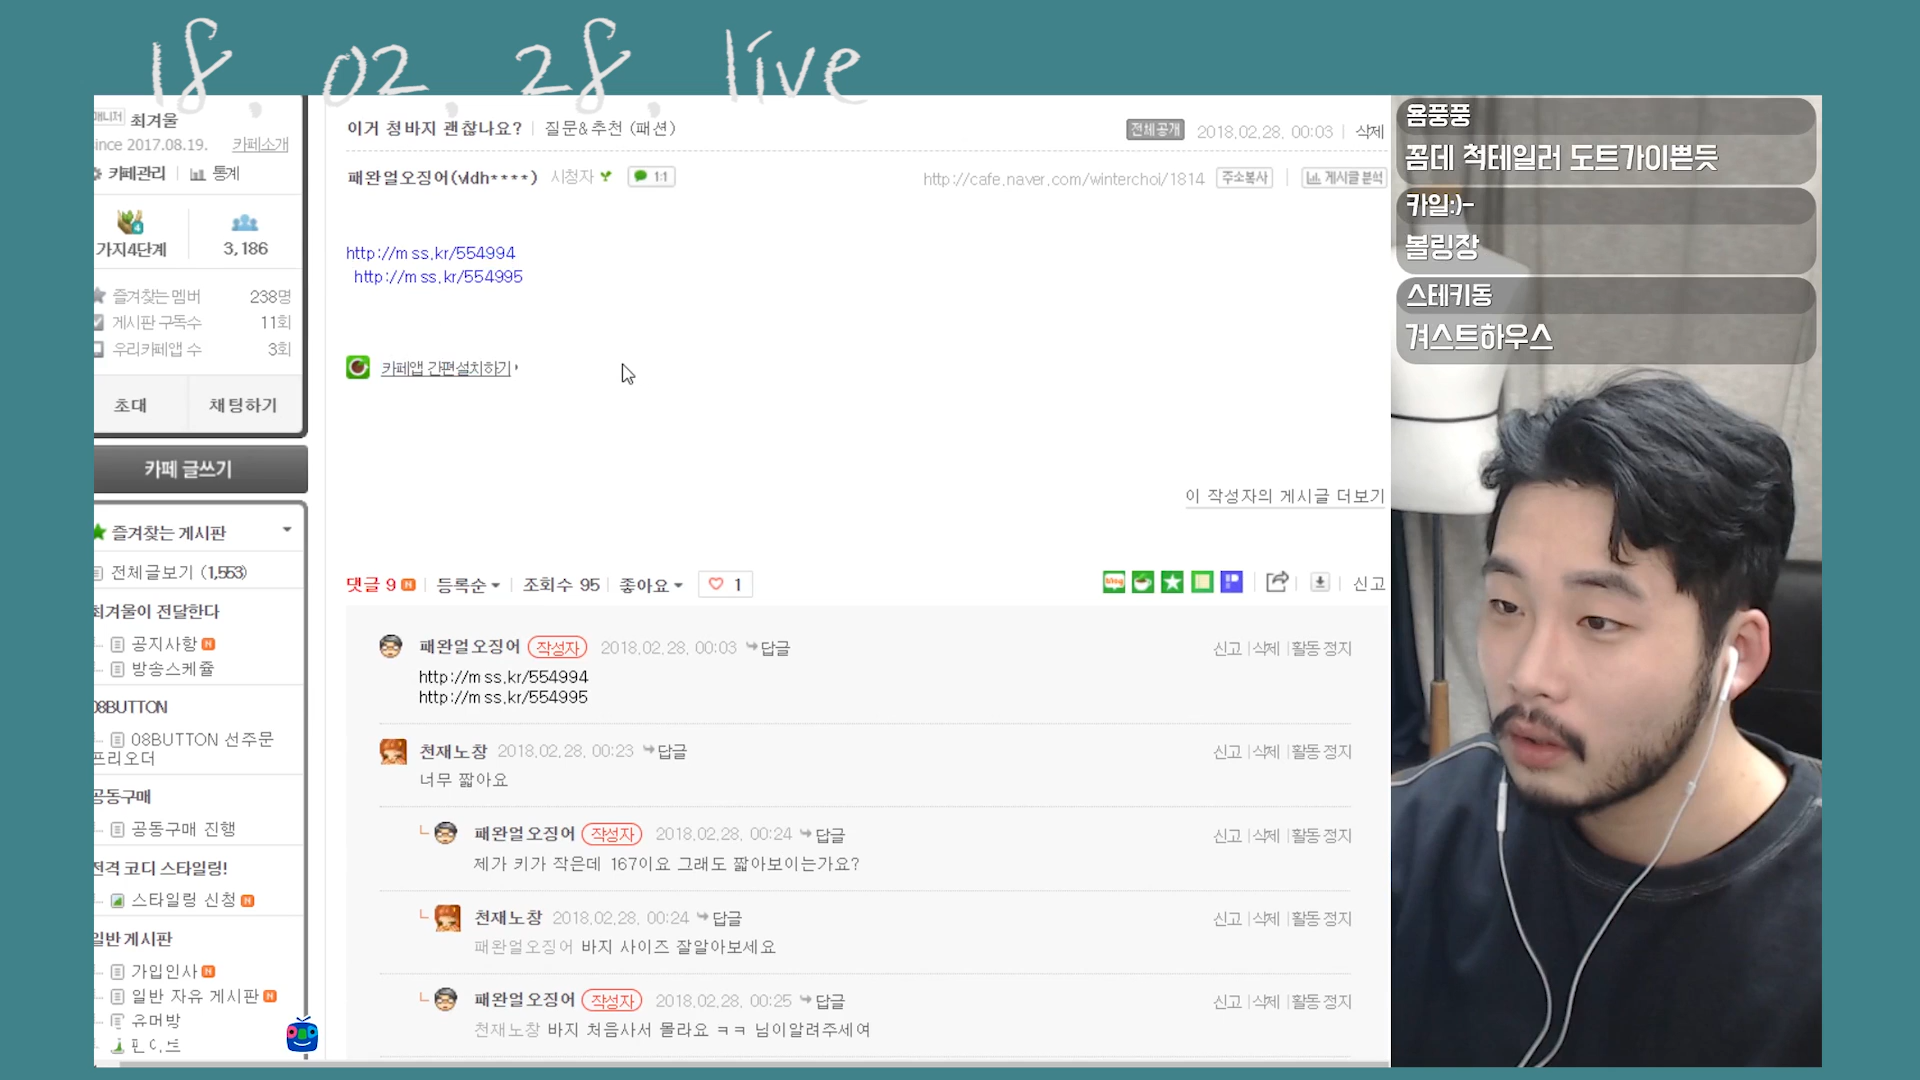 18. 02. 28. live
매니저 최겨울
since 2017.08.19. 카페소개
카페관리 통계
가지4단계 3,186
즐겨찾는 멤버 238명
게시판 구독수 11회
우리카페앱 수 3회
초대 채팅하기
카페 글쓰기
즐겨찾는 게시판
전체글보기 (1,553)
최겨울이 전달한다
공지사항 N
방송스케쥴
08BUTTON
08BUTTON 선주문
프리오더
공동구매
공동구매 진행
전격 코디 스타일링!
스타일링 신청 N
일반 게시판
가입인사 N
일반 자유 게시판 N
유머방
이거 청바지 괜찮나요? | 질문&추천 (패션)
전체공개 2018.02.28. 00:03 | 삭제
패완얼오징어(vldh****) 시청자 1:1
http://cafe.naver.com/winterchoi/1814 주소복사 | 게시글 분석
http://mss.kr/554994
http://mss.kr/554995
카페앱 간편설치하기
이 작성자의 게시글 더보기
댓글 9 N | 등록순 | 조회수 95 | 좋아요 1
blog | 신고
패완얼오징어 작성자 2018.02.28. 00:03 답글 신고 | 삭제 | 활동정지
http://mss.kr/554994
http://mss.kr/554995
천재노창 2018.02.28. 00:23 답글 신고 | 삭제 | 활동정지
너무 짧아요
패완얼오징어 작성자 2018.02.28. 00:24 답글 신고 | 삭제 | 활동정지
제가 키가 작은데 167이요 그래도 짧아보이는가요?
천재노창 2018.02.28. 00:24 답글 신고 | 삭제 | 활동정지
패완얼오징어 바지 사이즈 잘알아보세요
패완얼오징어 작성자 2018.02.28. 00:25 답글 신고 | 삭제 | 활동정지
천재노창 바지 처음사서 몰라요 ㅋㅋ 님이알려주세여
욤풍풍
꼼데 척테일러 도트가이쁜듯
카일:)-
볼링장
스테키동
겨스트하우스